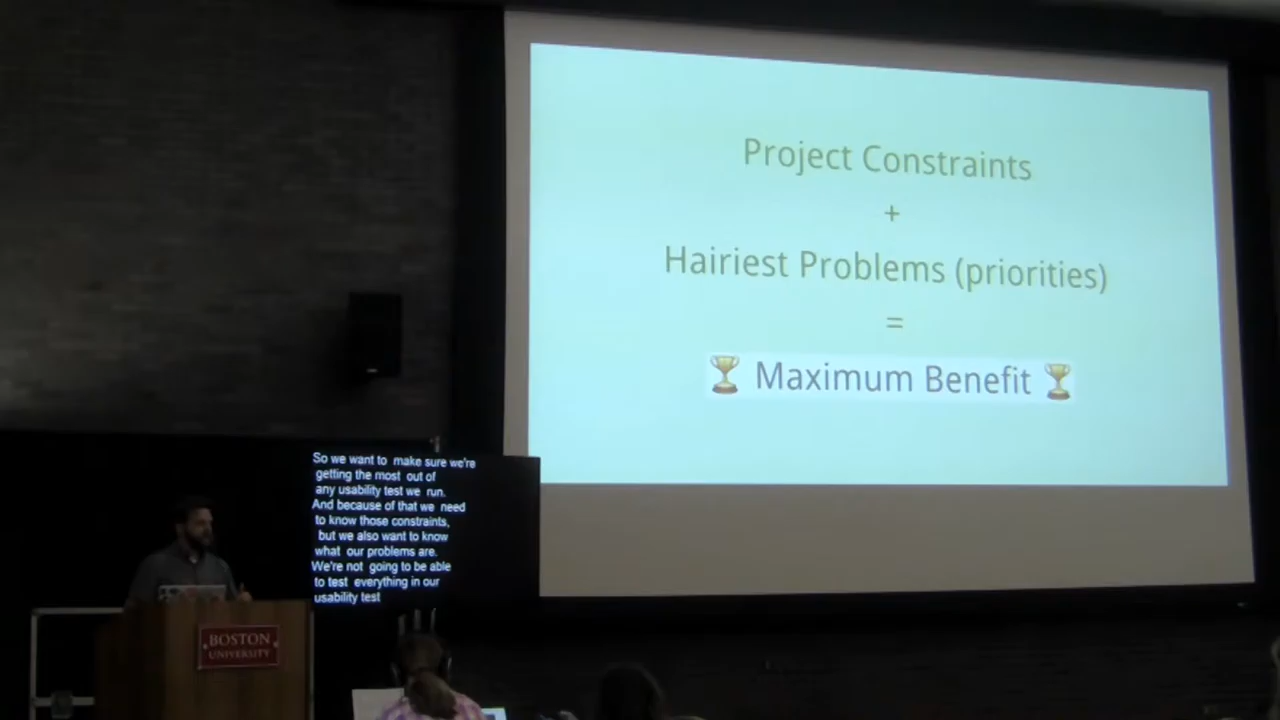 Project Constraints
+
Hairiest Problems (priorities)
=
🏆 Maximum Benefit 🏆
So we want to make sure we're
getting the most out of
any usability test we run.
And because of that we need
to know those constraints,
but we also want to know
what our problems are.
We're not going to be able
to test everything in our
usability test
BOSTON
UNIVERSITY